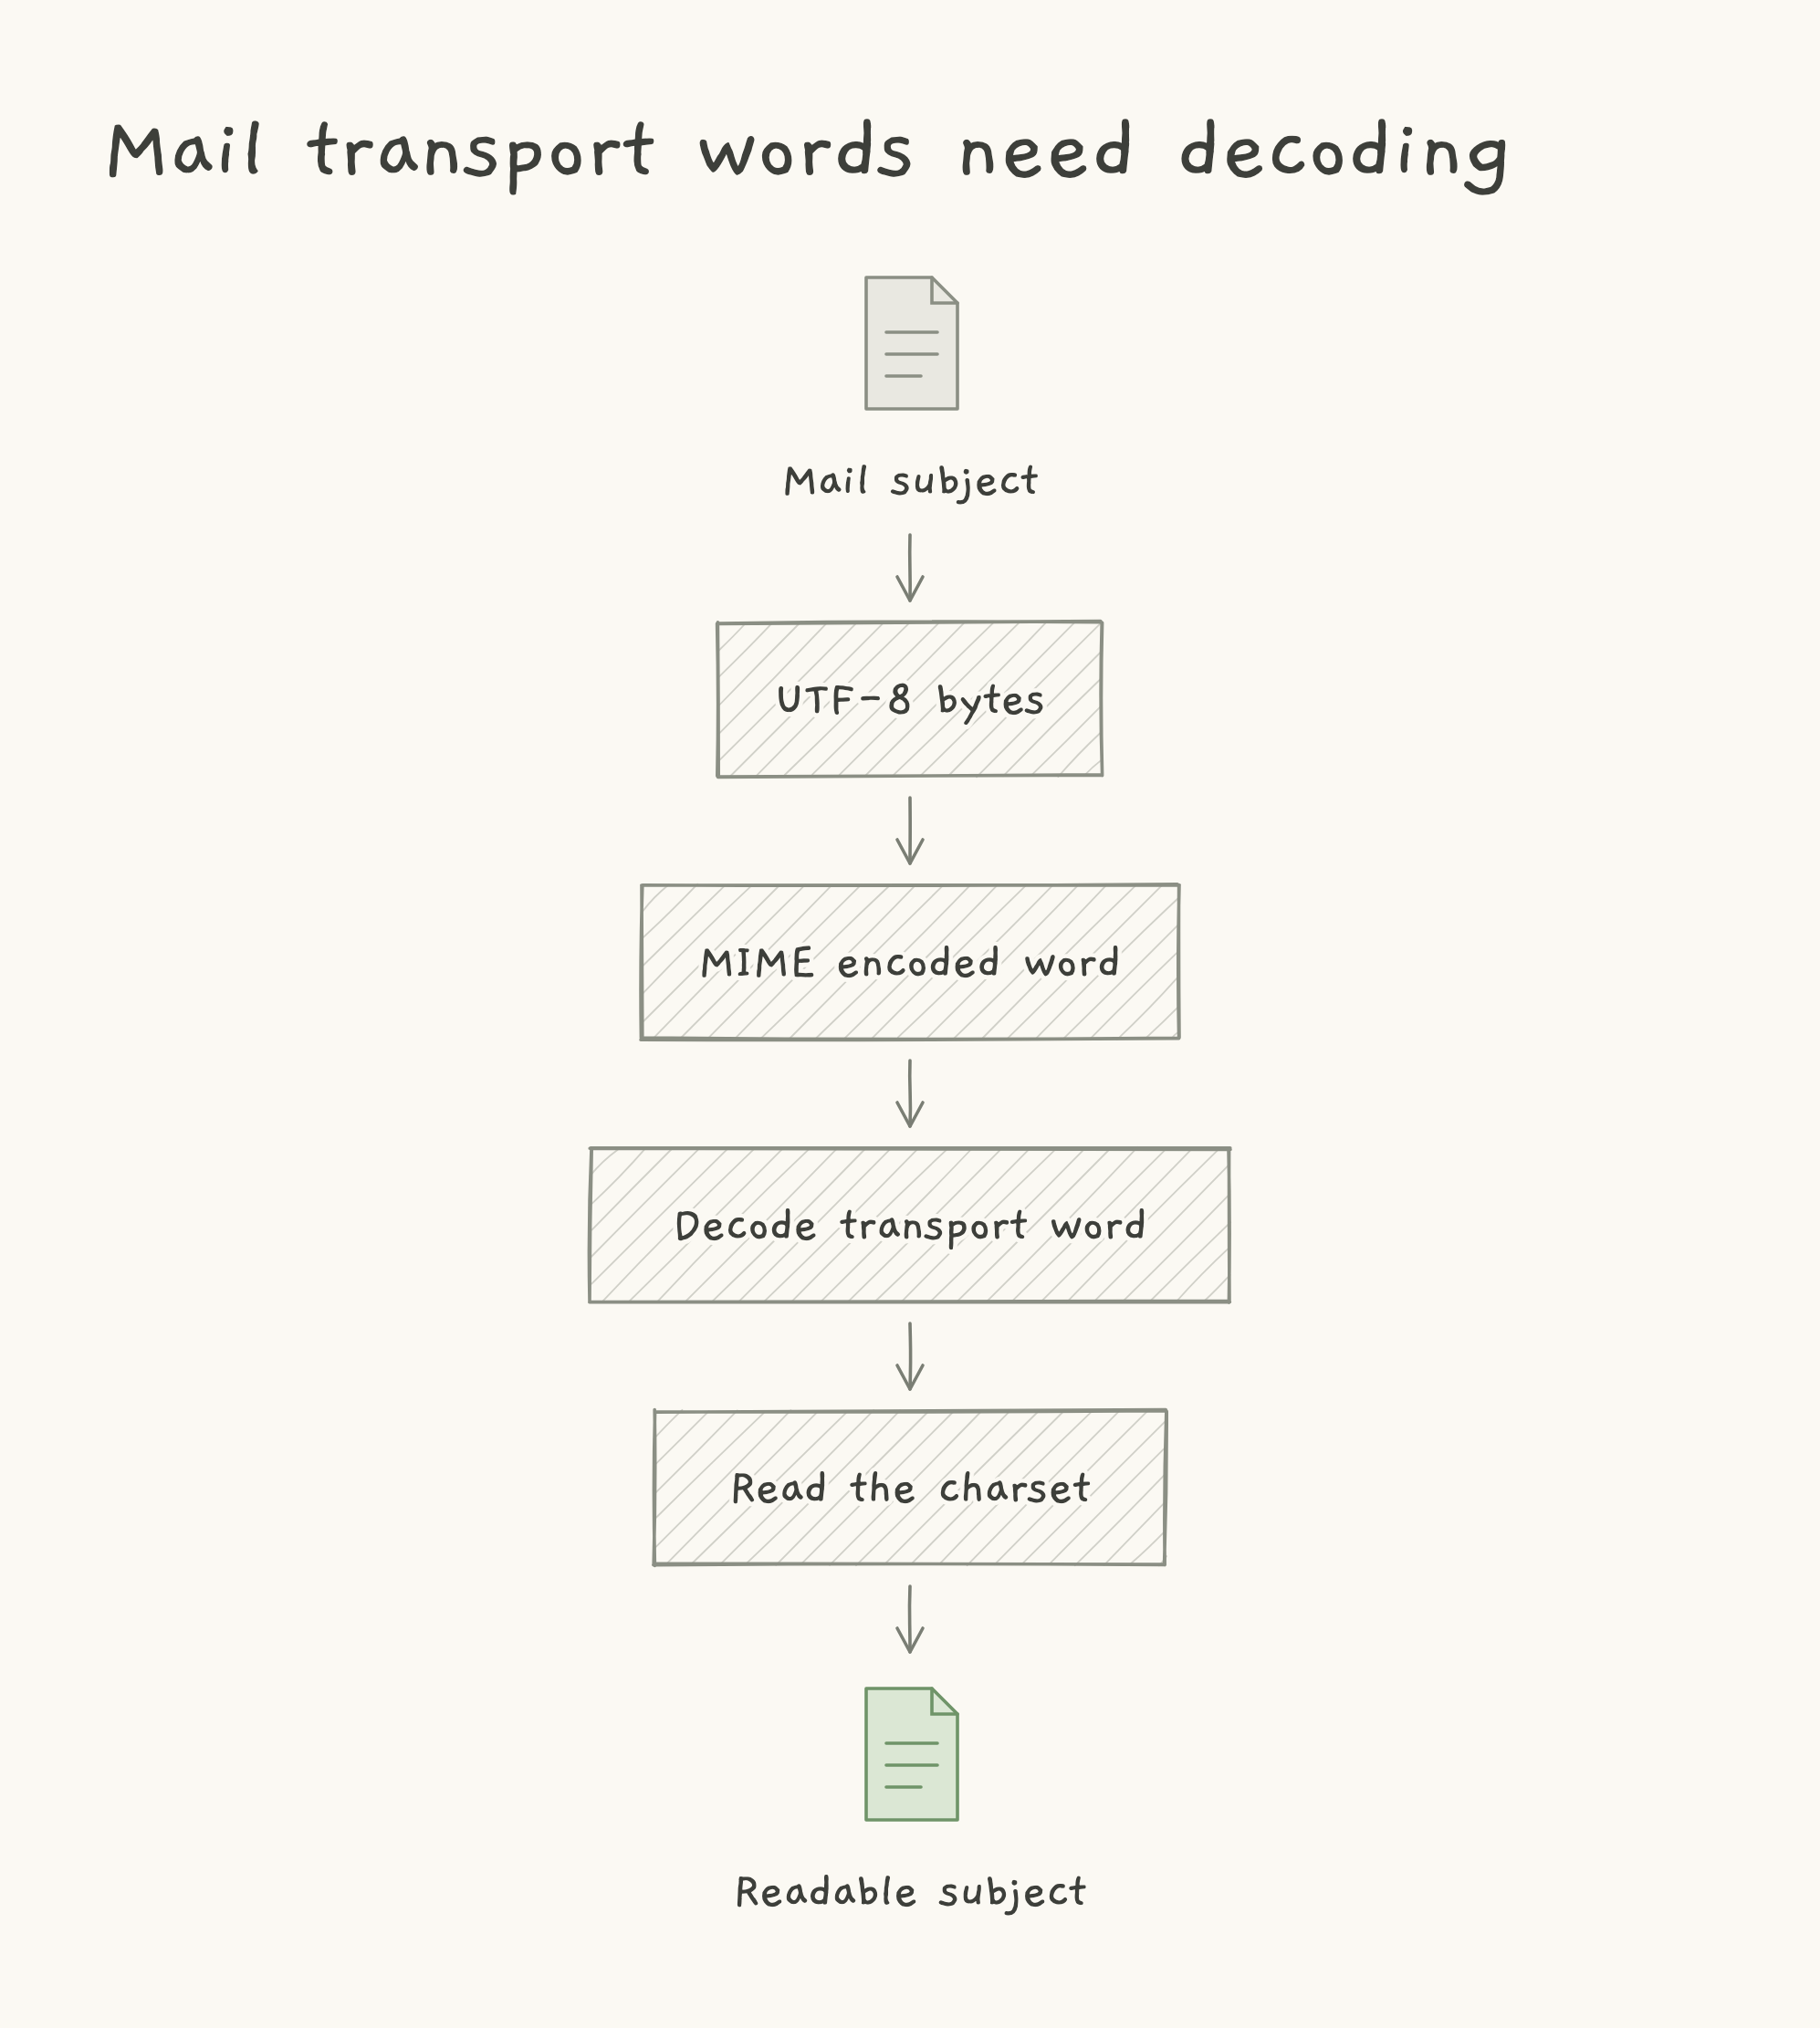 Mail transport words need decoding
Mail subject
UTF-8 bytes
MIME encoded word
Decode transport word
Read the charset
Readable subject